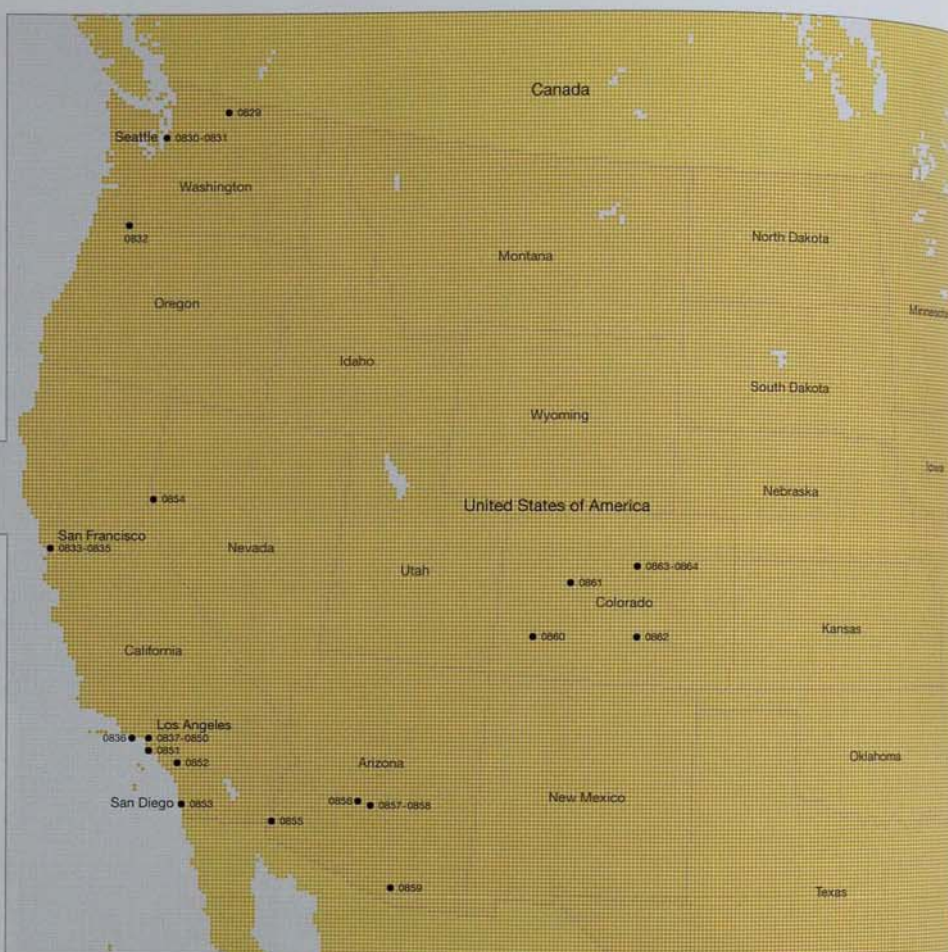 Canada
0829
Seattle 0830-0831
Washington
0832
North Dakota
Montana
Oregon
Minnesota
Idaho
South Dakota
Wyoming
Iowa
Nebraska
0854
United States of America
San Francisco
0833-0835
Nevada
Utah
0863-0864
0861
Colorado
Kansas
0860
0862
California
Los Angeles
0836 0837-0850
0851
Oklahoma
0852
Arizona
New Mexico
San Diego 0853
0857-0858
0855
0859
Texas